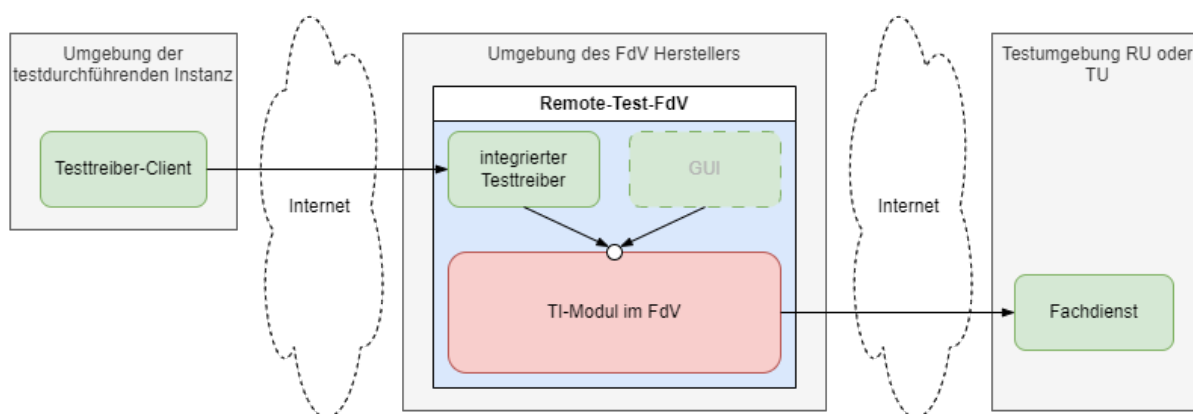 Umgebung der
testdurchführenden Instanz
Testtreiber-Client
Internet
Umgebung des FdV Herstellers
Remote-Test-FdV
integrierter
Testtreiber
GUI
TI-Modul im FdV
Internet
Testumgebung RU oder
TU
Fachdienst